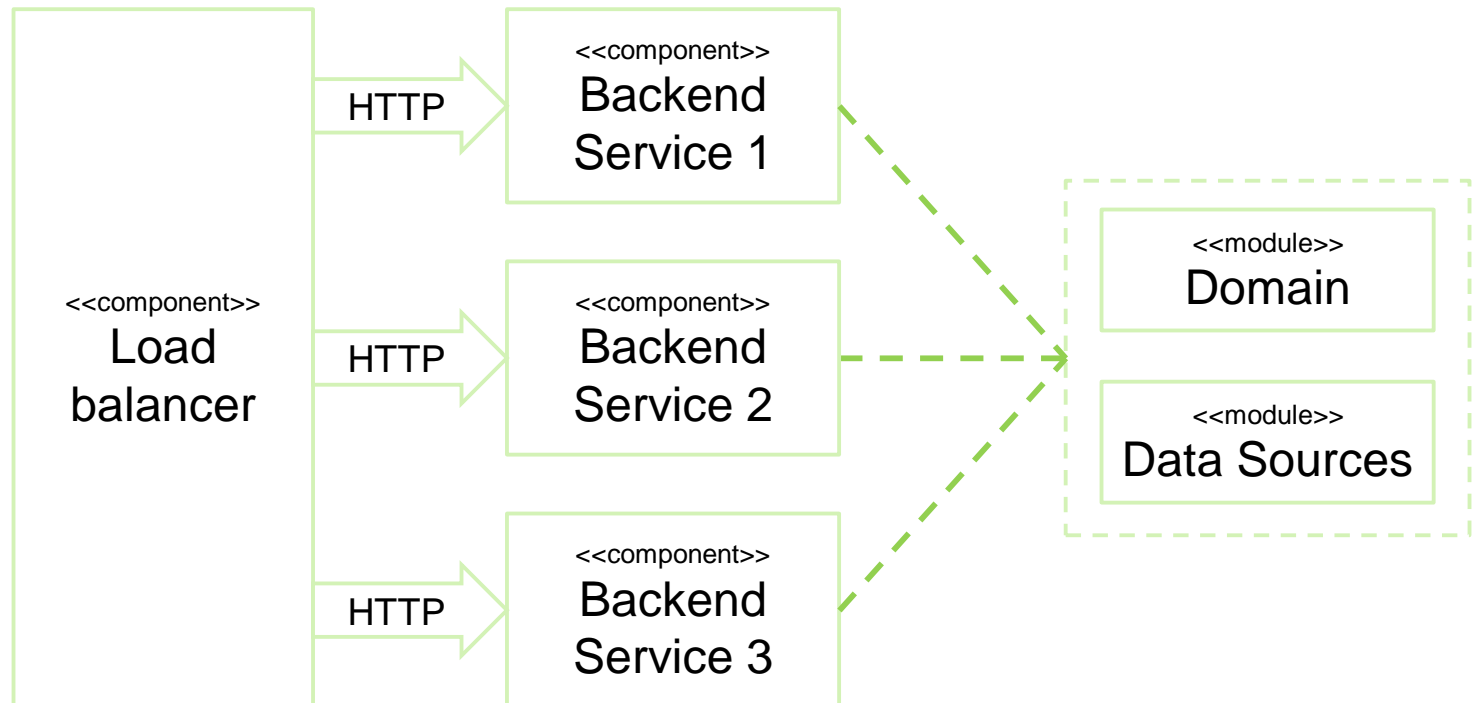 <<component>>
Load
balancer
HTTP
<<component>>
Backend
Service 1
HTTP
<<component>>
Backend
Service 2
HTTP
<<component>>
Backend
Service 3
<<module>>
Domain
<<module>>
Data Sources